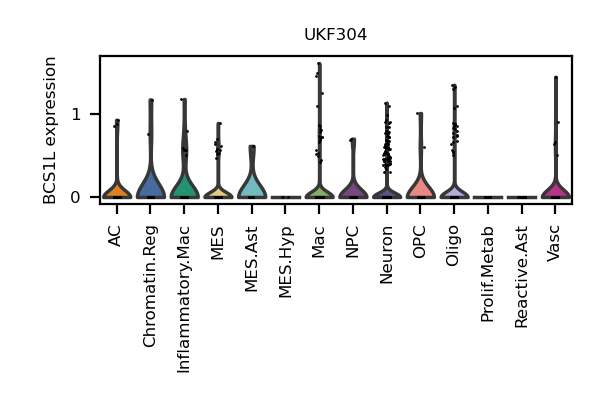 UKF304
BCS1L expression
1
0
AC
Chromatin.Reg
Inflammatory.Mac
MES
MES.Ast
MES.Hyp
Mac
NPC
Neuron
OPC
Oligo
Prolif.Metab
Reactive.Ast
Vasc